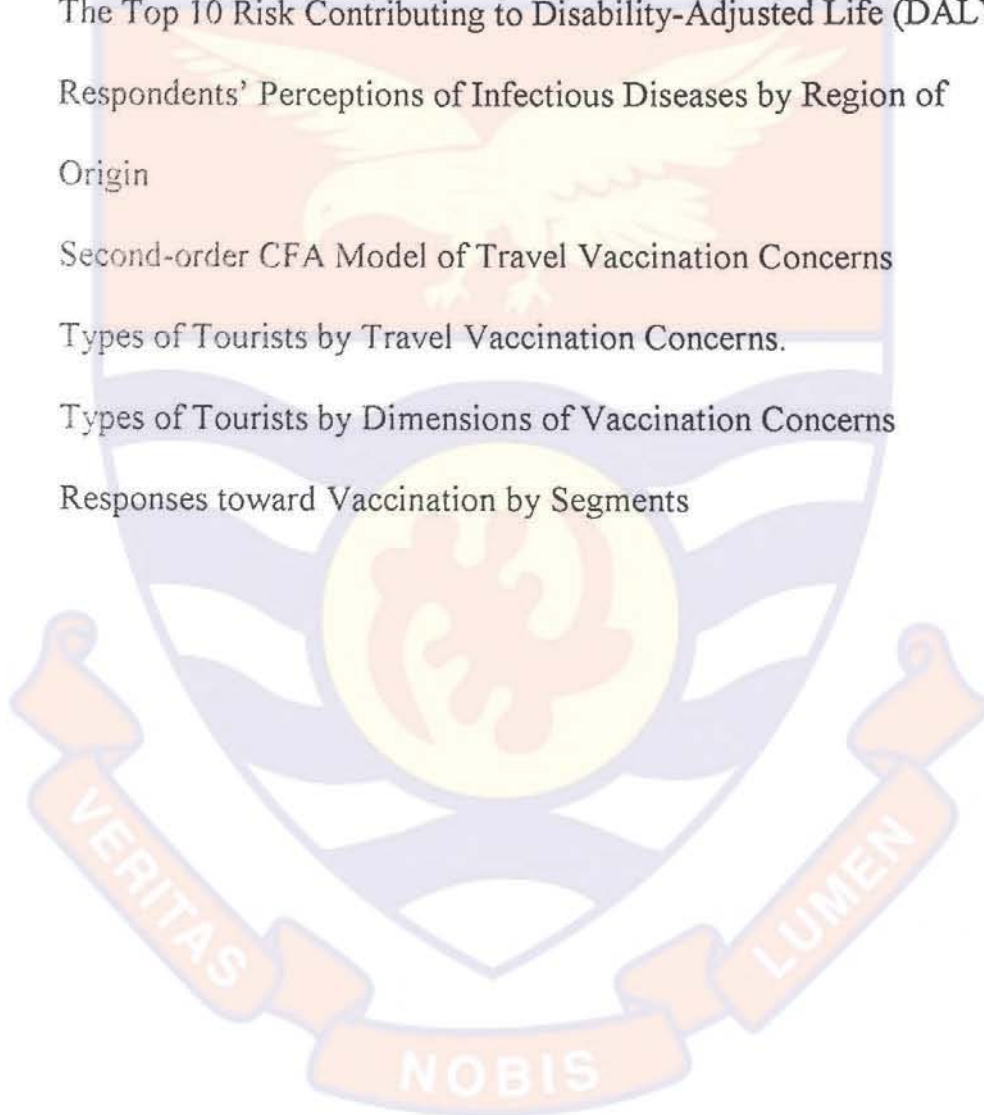 The Top 10 Risk Contributing to Disability-Adjusted Life (DALY
Respondents' Perceptions of Infectious Diseases by Region of
Origin
Second-order CFA Model of Travel Vaccination Concerns
Types of Tourists by Travel Vaccination Concerns.
Types of Tourists by Dimensions of Vaccination Concerns
Responses toward Vaccination by Segments
VERITAS
NOBIS
LUMEN